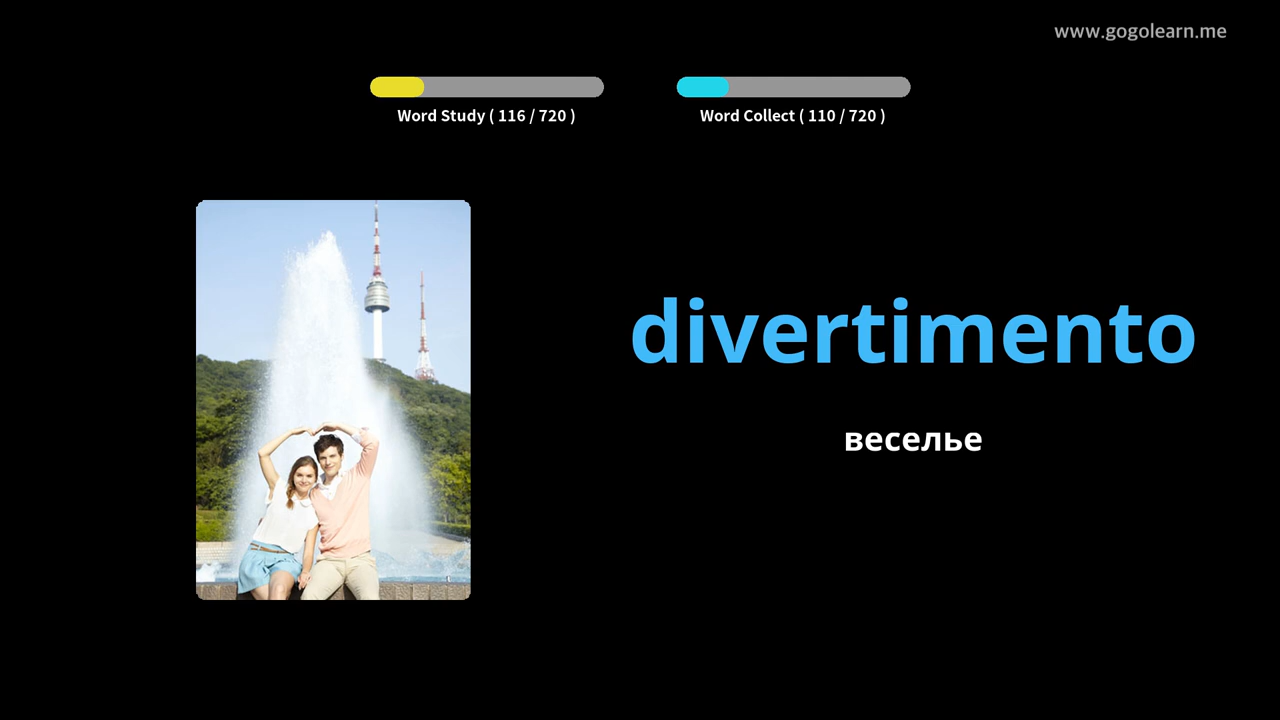 www.gogolearn.me
Word Study ( 116 / 720 )
Word Collect ( 110 / 720 )
divertimento
веселье